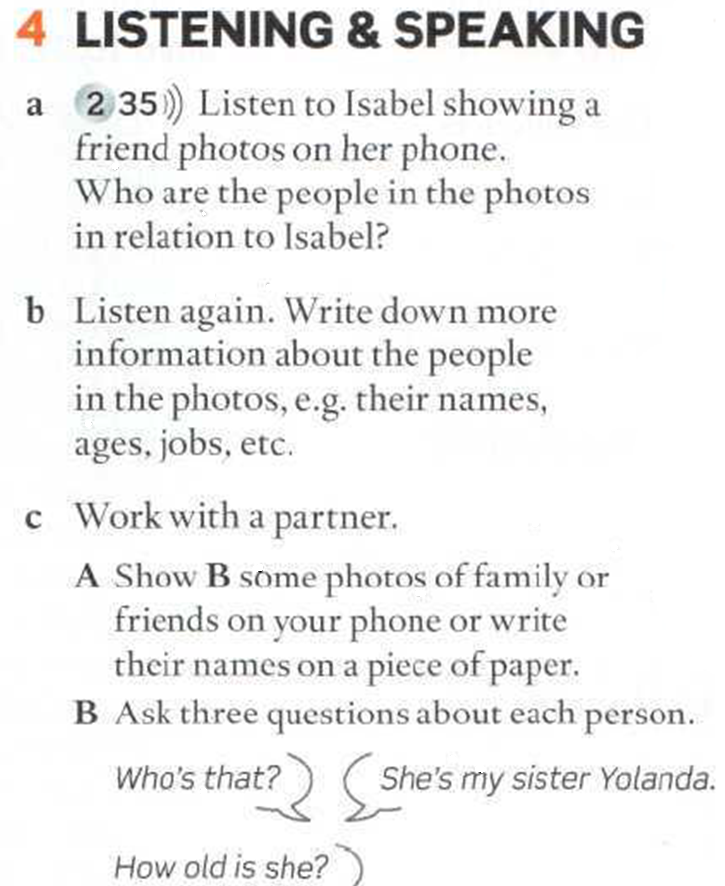 4 LISTENING & SPEAKING
a 2 35))) Listen to Isabel showing a
friend photos on her phone.
Who are the people in the photos
in relation to Isabel?
b Listen again. Write down more
information about the people
in the photos, e.g. their names,
ages, jobs, etc.
c Work with a partner.
A Show B some photos of family or
friends on your phone or write
their names on a piece of paper.
B Ask three questions about each person.
Who's that? She's my sister Yolanda.
How old is she?